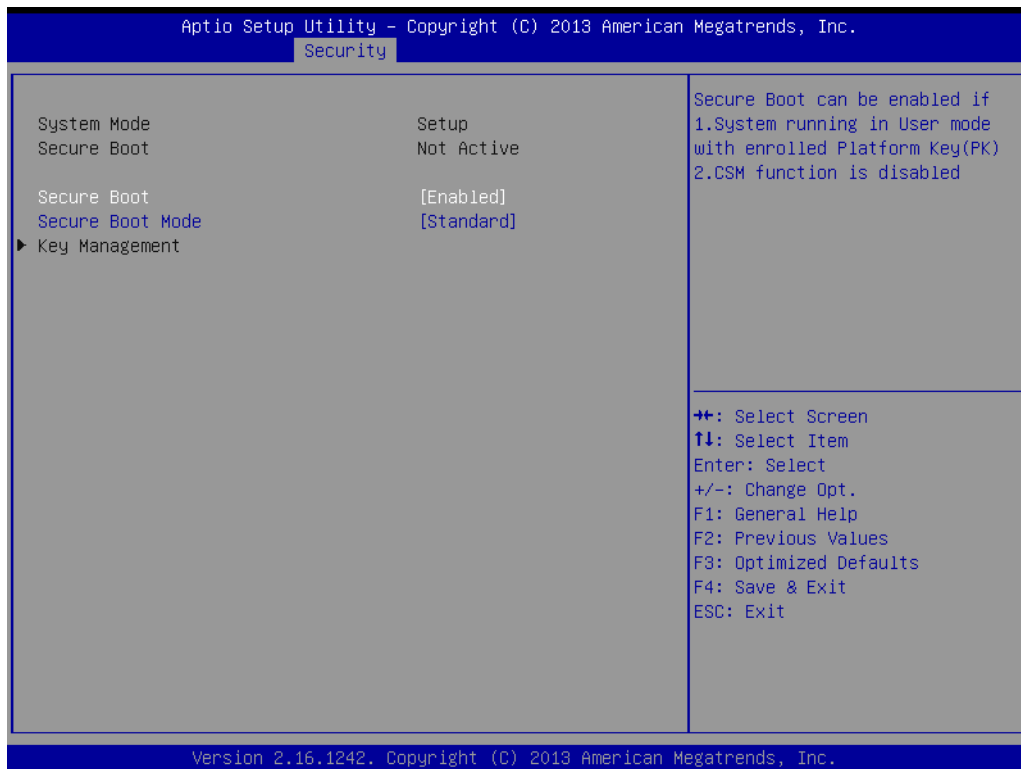 Aptio Setup Utility – Copyright (C) 2013 American Megatrends, Inc.
Security
System Mode Setup
Secure Boot Not Active
Secure Boot [Enabled]
Secure Boot Mode [Standard]
▶ Key Management
Secure Boot can be enabled if
1.System running in User mode
with enrolled Platform Key(PK)
2.CSM function is disabled
→←: Select Screen
↑↓: Select Item
Enter: Select
+/-: Change Opt.
F1: General Help
F2: Previous Values
F3: Optimized Defaults
F4: Save & Exit
ESC: Exit
Version 2.16.1242. Copyright (C) 2013 American Megatrends, Inc.